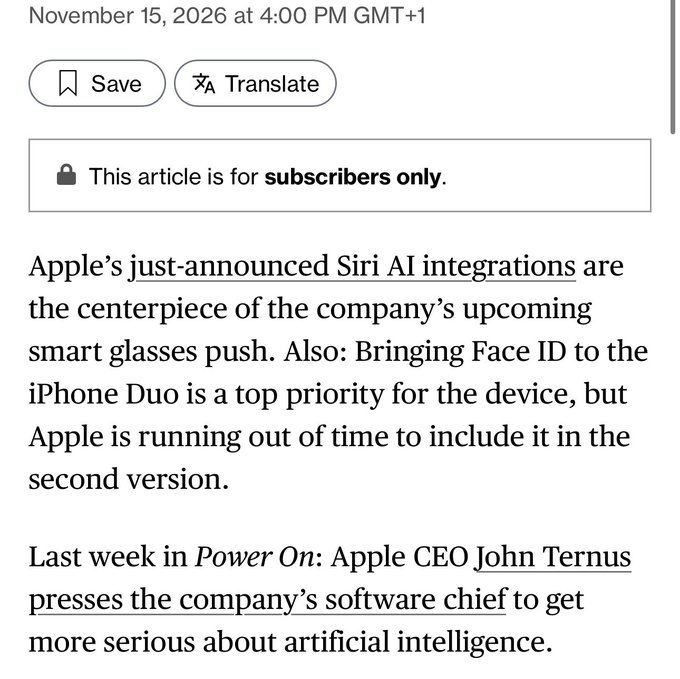 November 15, 2026 at 4:00 PM GMT+1
Save
Translate
This article is for subscribers only.
Apple’s just-announced Siri AI integrations are
the centerpiece of the company’s upcoming
smart glasses push. Also: Bringing Face ID to the
iPhone Duo is a top priority for the device, but
Apple is running out of time to include it in the
second version.
Last week in Power On: Apple CEO John Ternus
presses the company’s software chief to get
more serious about artificial intelligence.